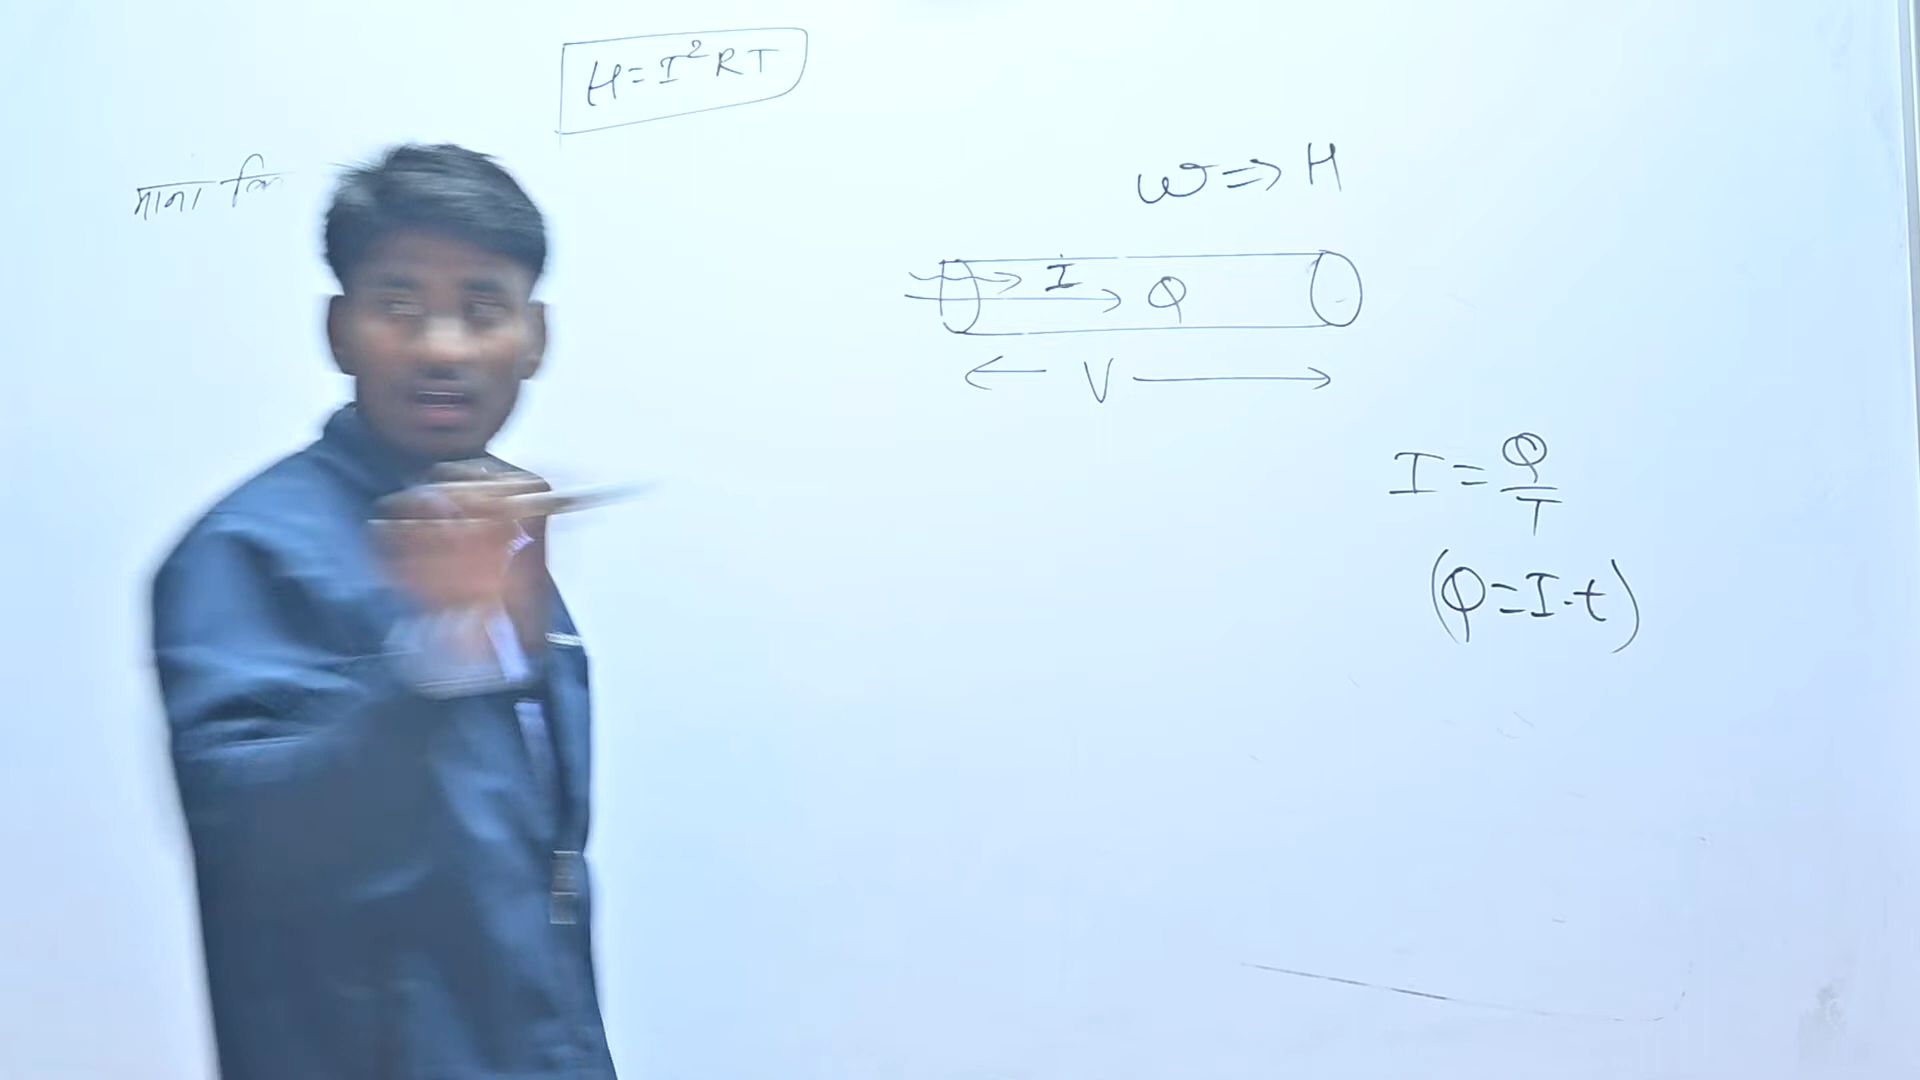 H=I²RT
माना कि
W⇒H
I
Q
V
I=Q/T
(Q=I.t)